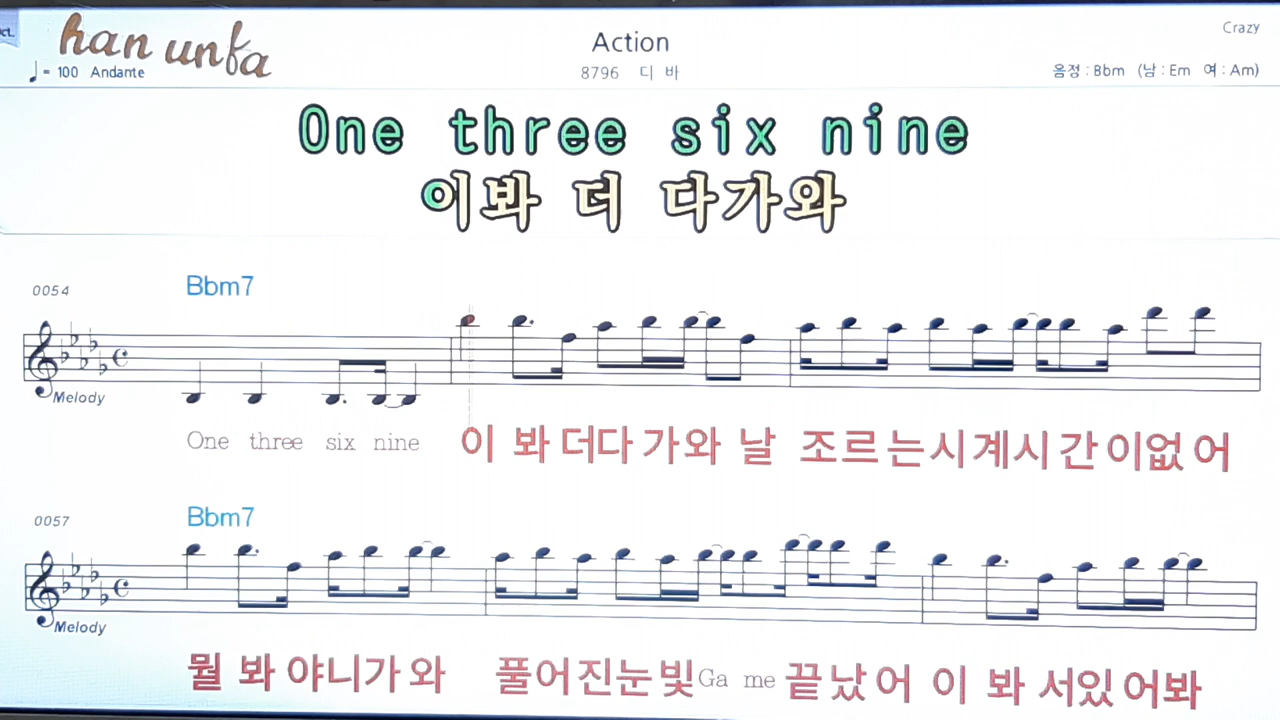 ct.
han unfa
Crazy
Action
♩ = 100 Andante
8796 디 바
음정 : Bbm (남 : Em 여 : Am)
One three six nine
이봐 더 다가와
0054
Bbm7
Melody
One three six nine 이 봐 더다 가와 날 조르는시계시간이없어
0057
Bbm7
Melody
뭘 봐 야니가 와 풀어진눈빛Ga me 끝났어 이 봐 서있어봐